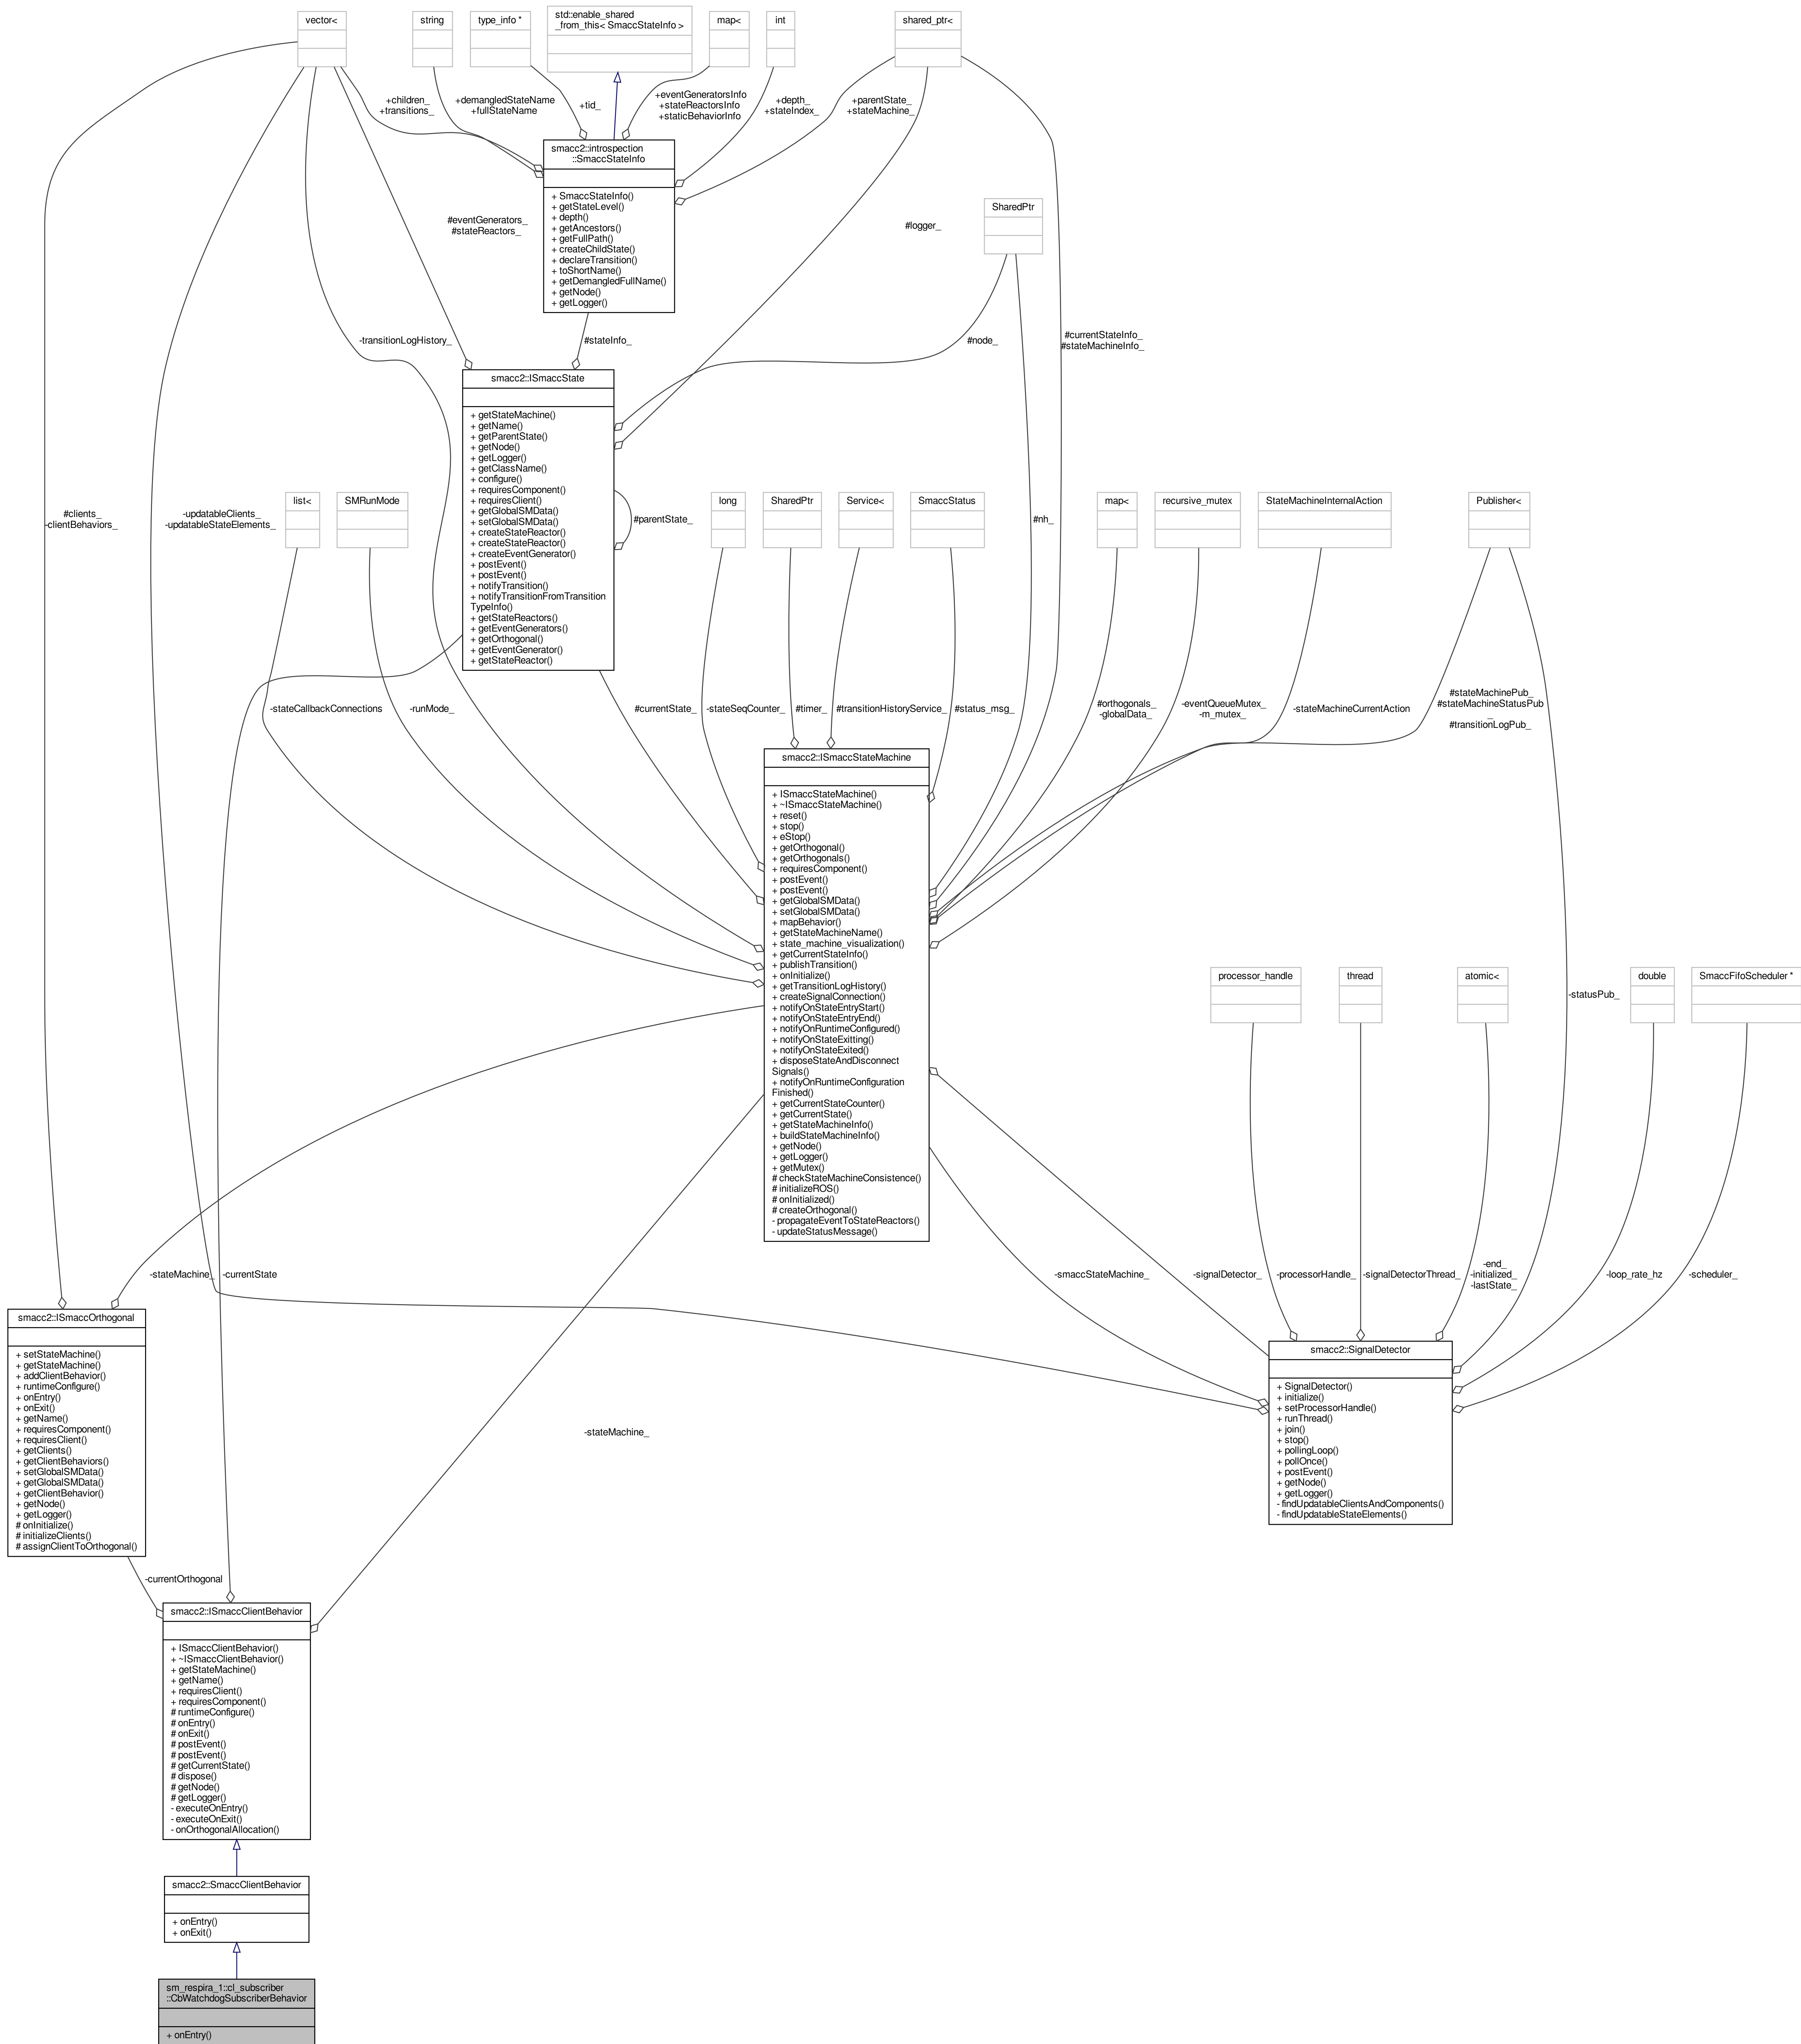 vector<
string
type_info *
std::enable_shared
_from_this< SmaccStateInfo >
map<
int
shared_ptr<
+children_
+transitions_
+demangledStateName
+fullStateName
+tid_
+eventGeneratorsInfo
+stateReactorsInfo
+staticBehaviorInfo
+depth_
+stateIndex_
+parentState_
+stateMachine_
smacc2::introspection
::SmaccStateInfo
+ SmaccStateInfo()
+ getStateLevel()
+ depth()
+ getAncestors()
+ getFullPath()
+ createChildState()
+ declareTransition()
+ toShortName()
+ getDemangledFullName()
+ getNode()
+ getLogger()
SharedPtr
#eventGenerators_
#stateReactors_
#logger_
-transitionLogHistory_
#stateInfo_
#node_
#currentStateInfo_
#stateMachineInfo_
smacc2::ISmaccState
+ getStateMachine()
+ getName()
+ getParentState()
+ getNode()
+ getLogger()
+ getClassName()
+ configure()
+ requiresComponent()
+ requiresClient()
+ getGlobalSMData()
+ setGlobalSMData()
+ createStateReactor()
+ createStateReactor()
+ createEventGenerator()
+ postEvent()
+ postEvent()
+ notifyTransition()
+ notifyTransitionFromTransition
TypeInfo()
+ getStateReactors()
+ getEventGenerators()
+ getOrthogonal()
+ getEventGenerator()
+ getStateReactor()
#clients_
-clientBehaviors_
-updatableClients_
-updatableStateElements_
list<
SMRunMode
#parentState_
long
SharedPtr
Service<
SmaccStatus
#nh_
map<
recursive_mutex
StateMachineInternalAction
Publisher<
-stateCallbackConnections
-runMode_
#currentState_
-stateSeqCounter_
#timer_
#transitionHistoryService_
#status_msg_
#orthogonals_
-globalData_
-eventQueueMutex_
-m_mutex_
-stateMachineCurrentAction
#stateMachinePub_
#stateMachineStatusPub
_
#transitionLogPub_
smacc2::ISmaccStateMachine
+ ISmaccStateMachine()
+ ~ISmaccStateMachine()
+ reset()
+ stop()
+ eStop()
+ getOrthogonal()
+ getOrthogonals()
+ requiresComponent()
+ postEvent()
+ postEvent()
+ getGlobalSMData()
+ setGlobalSMData()
+ mapBehavior()
+ getStateMachineName()
+ state_machine_visualization()
+ getCurrentStateInfo()
+ publishTransition()
+ onInitialize()
+ getTransitionLogHistory()
+ createSignalConnection()
+ notifyOnStateEntryStart()
+ notifyOnStateEntryEnd()
+ notifyOnRuntimeConfigured()
+ notifyOnStateExitting()
+ notifyOnStateExited()
+ disposeStateAndDisconnect
Signals()
+ notifyOnRuntimeConfiguration
Finished()
+ getCurrentStateCounter()
+ getCurrentState()
+ getStateMachineInfo()
+ buildStateMachineInfo()
+ getNode()
+ getLogger()
+ getMutex()
# checkStateMachineConsistence()
# initializeROS()
# onInitialized()
# createOrthogonal()
- propagateEventToStateReactors()
- updateStatusMessage()
processor_handle
thread
atomic<
-statusPub_
double
SmaccFifoScheduler *
-stateMachine_
-currentState
-smaccStateMachine_
-signalDetector_
-processorHandle_
-signalDetectorThread_
-end_
-initialized_
-lastState_
-loop_rate_hz
-scheduler_
smacc2::ISmaccOrthogonal
+ setStateMachine()
+ getStateMachine()
+ addClientBehavior()
+ runtimeConfigure()
+ onEntry()
+ onExit()
+ getName()
+ requiresComponent()
+ requiresClient()
+ getClients()
+ getClientBehaviors()
+ setGlobalSMData()
+ getGlobalSMData()
+ getClientBehavior()
+ getNode()
+ getLogger()
# onInitialize()
# initializeClients()
# assignClientToOrthogonal()
smacc2::SignalDetector
+ SignalDetector()
+ initialize()
+ setProcessorHandle()
+ runThread()
+ join()
+ stop()
+ pollingLoop()
+ pollOnce()
+ postEvent()
+ getNode()
+ getLogger()
- findUpdatableClientsAndComponents()
- findUpdatableStateElements()
-stateMachine_
-currentOrthogonal
smacc2::ISmaccClientBehavior
+ ISmaccClientBehavior()
+ ~ISmaccClientBehavior()
+ getStateMachine()
+ getName()
+ requiresClient()
+ requiresComponent()
# runtimeConfigure()
# onEntry()
# onExit()
# postEvent()
# postEvent()
# getCurrentState()
# dispose()
# getNode()
# getLogger()
- executeOnEntry()
- executeOnExit()
- onOrthogonalAllocation()
smacc2::SmaccClientBehavior
+ onEntry()
+ onExit()
sm_respira_1::cl_subscriber
::CbWatchdogSubscriberBehavior
+ onEntry()